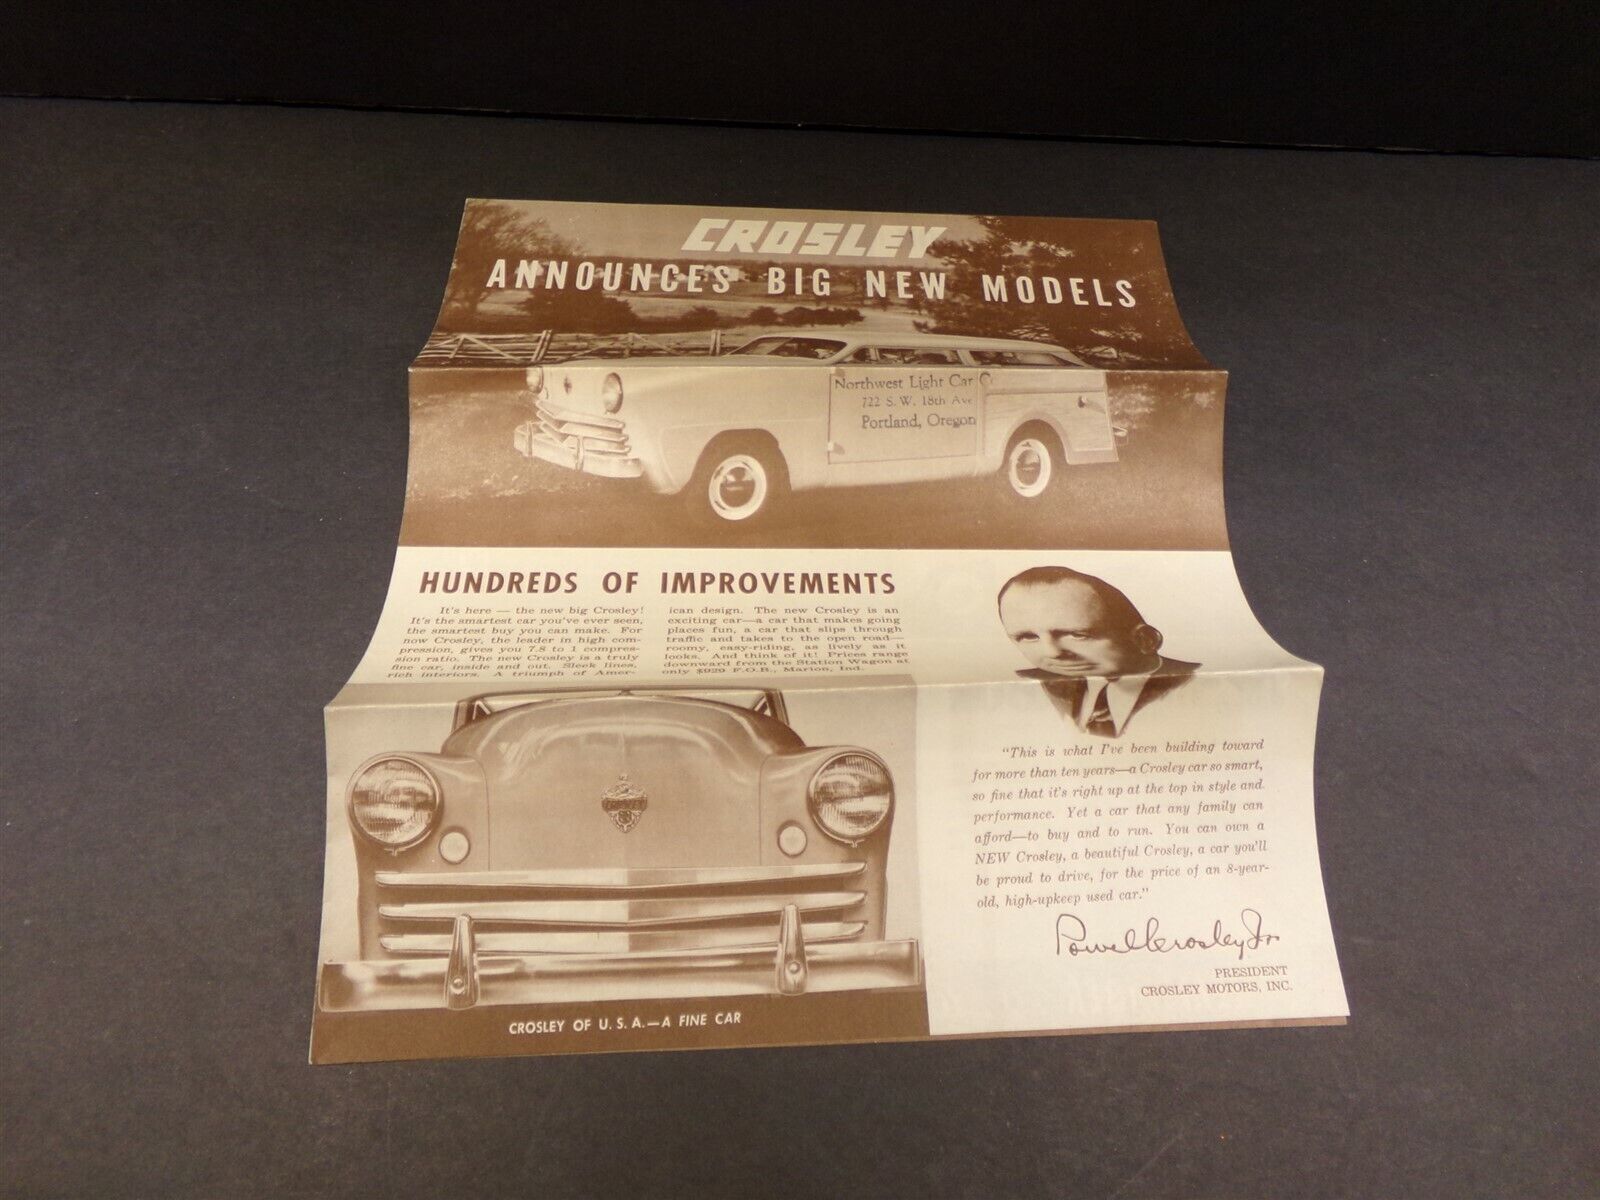 CROSLEY
ANNOUNCES BIG NEW MODELS
Northwest Light Car Co
722 S. W. 18th Ave
Portland, Oregon
HUNDREDS OF IMPROVEMENTS
It's here — the new big Crosley!
It's the smartest car you've ever seen,
the smartest buy you can make. For
now Crosley, the leader in high com-
pression, gives you 7.8 to 1 compres-
sion ratio. The new Crosley is a truly
fine car, inside and out. Sleek lines,
rich interiors. A triumph of Amer-
ican design. The new Crosley is an
exciting car—a car that makes going
places fun, a car that slips through
traffic and takes to the open road—
roomy, easy-riding, as lively as it
looks. And think of it! Prices range
downward from the Station Wagon at
only $929 F.O.B., Marion, Ind.
CROSLEY
"This is what I've been building toward
for more than ten years—a Crosley car so smart,
so fine that it's right up at the top in style and
performance. Yet a car that any family can
afford—to buy and to run. You can own a
NEW Crosley, a beautiful Crosley, a car you'll
be proud to drive, for the price of an 8-year-
old, high-upkeep used car."
Powel Crosley Jr
PRESIDENT
CROSLEY MOTORS, INC.
CROSLEY OF U. S. A.—A FINE CAR